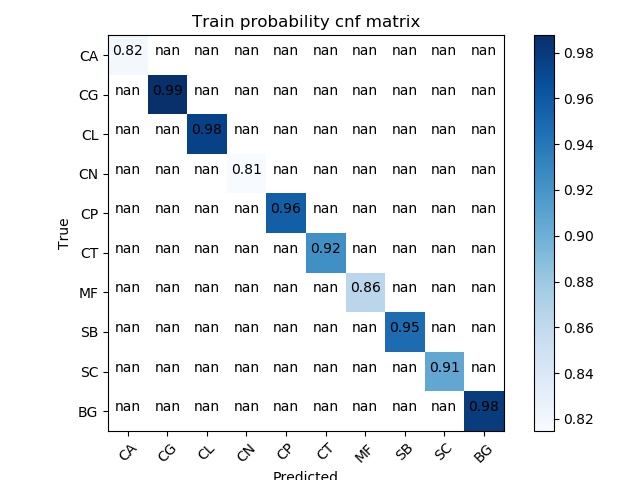 Train probability cnf matrix
CA 0.82 nan nan nan nan nan nan nan nan nan
CG nan 0.99 nan nan nan nan nan nan nan nan
CL nan nan 0.98 nan nan nan nan nan nan nan
CN nan nan nan 0.81 nan nan nan nan nan nan
CP nan nan nan nan 0.96 nan nan nan nan nan
CT nan nan nan nan nan 0.92 nan nan nan nan
MF nan nan nan nan nan nan 0.86 nan nan nan
SB nan nan nan nan nan nan nan 0.95 nan nan
SC nan nan nan nan nan nan nan nan 0.91 nan
BG nan nan nan nan nan nan nan nan nan 0.98
CA CG CL CN CP CT MF SB SC BG
Predicted
True
0.98
0.96
0.94
0.92
0.90
0.88
0.86
0.84
0.82